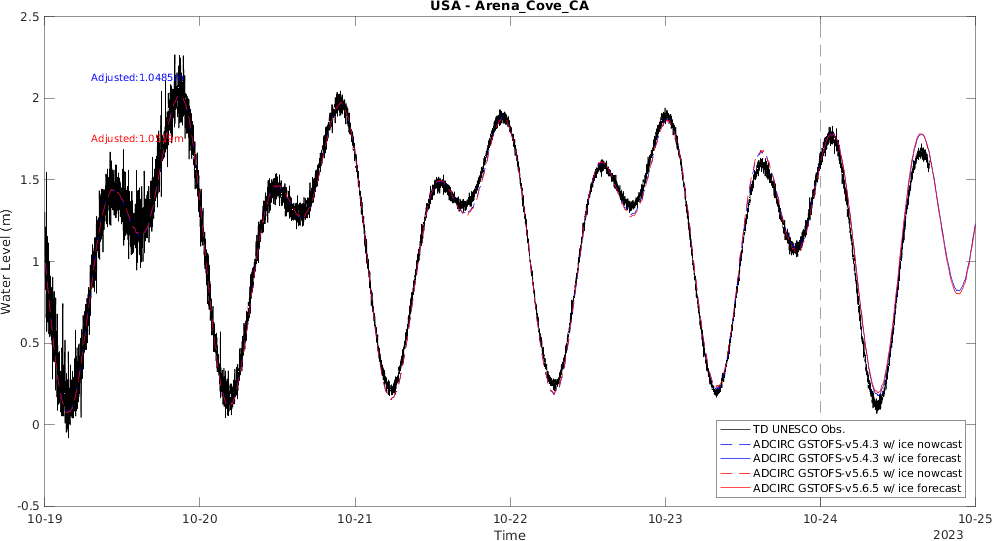 USA - Arena_Cove_CA
2.5
2
1.5
1
0.5
0
-0.5
Water Level (m)
Adjusted:1.0485m
10-19
10-20
10-21
10-22
10-23
10-24
10-25
Time
2023
TD UNESCO Obs.
ADCIRC GSTOFS-v5.4.3 w/ ice nowcast
ADCIRC GSTOFS-v5.4.3 w/ ice forecast
ADCIRC GSTOFS-v5.6.5 w/ ice nowcast
ADCIRC GSTOFS-v5.6.5 w/ ice forecast